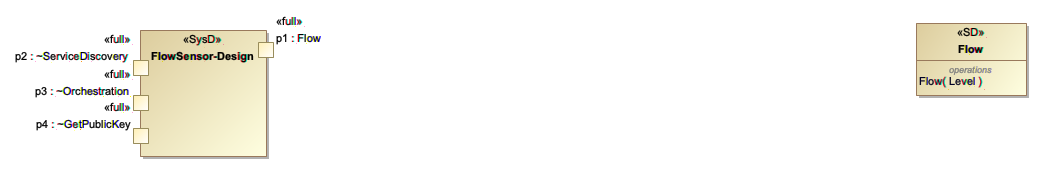 «full»
p1 : Flow
«full»
p2 : ~ServiceDiscovery
«full»
p3 : ~Orchestration
«full»
p4 : ~GetPublicKey
«SysD»
FlowSensor-Design
«SD»
Flow
operations
Flow( Level )